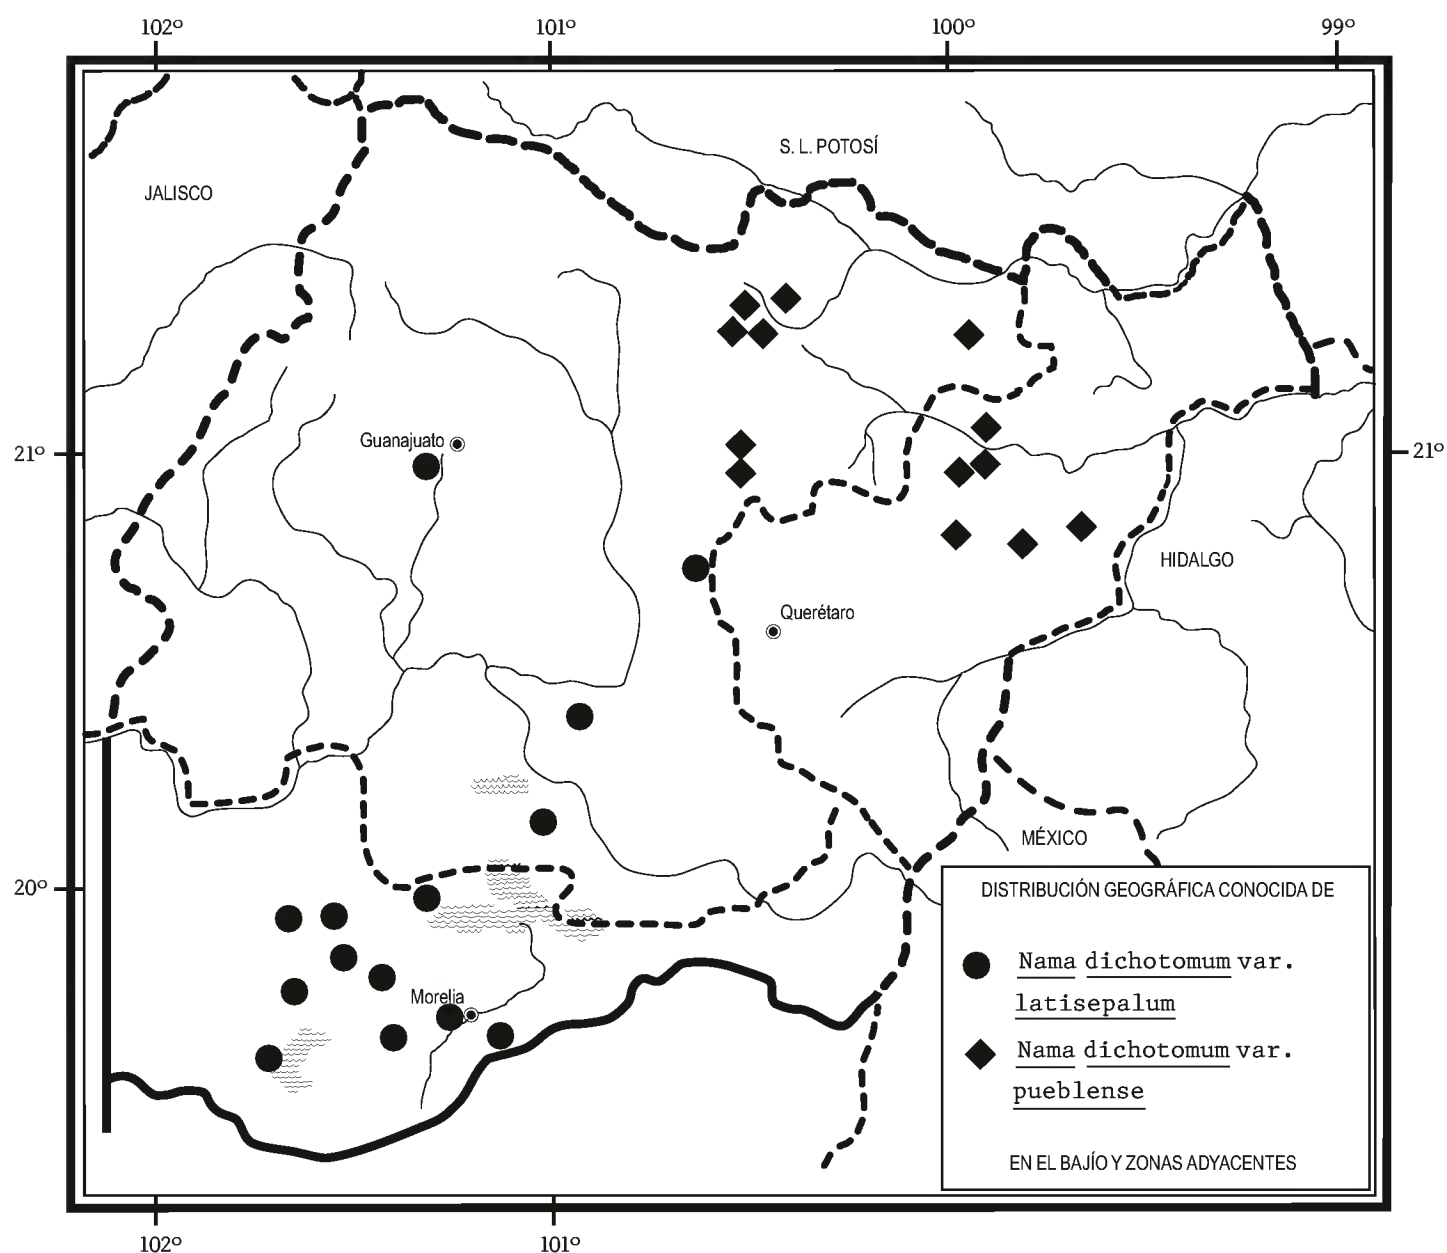 102º 101º 100º 99º
S. L. POTOSÍ
JALISCO
Guanajuato
21º 21º
HIDALGO
Querétaro
MÉXICO
20º
DISTRIBUCIÓN GEOGRÁFICA CONOCIDA DE
Nama dichotomum var.
latisepalum
Morelia
Nama dichotomum var.
pueblense
EN EL BAJÍO Y ZONAS ADYACENTES
102º 101º